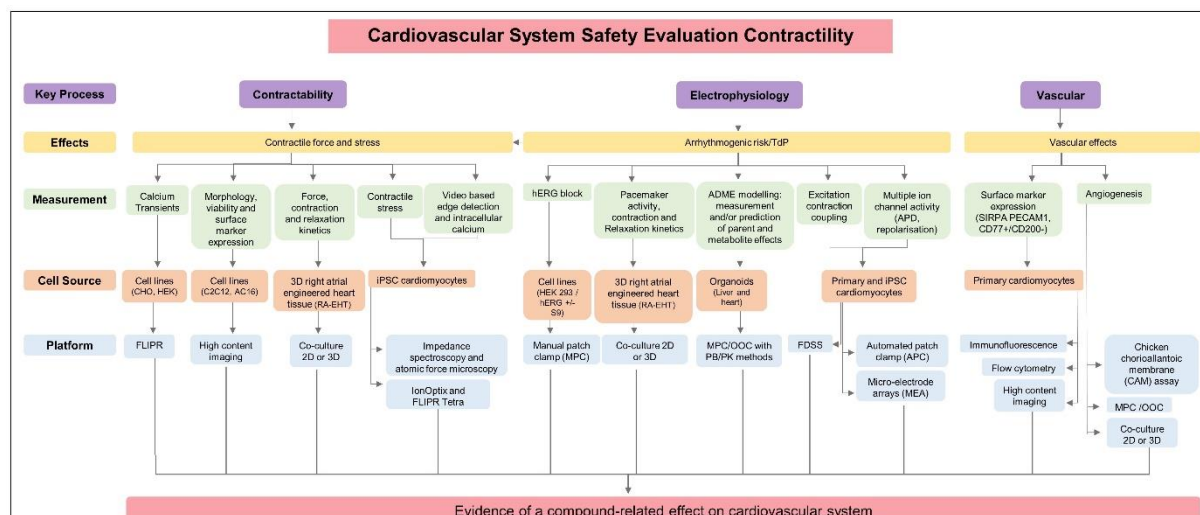 Cardiovascular System Safety Evaluation Contractility
Key Process
Contractability
Electrophysiology
Vascular
Effects
Contractile force and stress
Arrhythmogenic risk/TdP
Vascular effects
Measurement
Calcium
Transients
Morphology,
viability and
surface
marker
expression
Force,
contraction
and relaxation
kinetics
Contractile
stress
Video based
edge detection
and intracellular
calcium
hERG block
Pacemaker
activity,
contraction and
Relaxation kinetics
ADME modelling:
measurement
and/or prediction
of parent and
metabolite effects
Excitation
contraction
coupling
Multiple ion
channel activity
(APD,
repolarisation)
Surface marker
expression
(SIRPA PECAM1,
CD77+/CD200-)
Angiogenesis
Cell Source
Cell lines
(CHO, HEK)
Cell lines
(C2C12, AC16)
3D right atrial
engineered heart
tissue (RA-EHT)
iPSC cardiomyocytes
Cell lines
(HEK 293 /
hERG +/-
S9)
3D right atrial
engineered heart
tissue (RA-EHT)
Organoids
(Liver and
heart)
Primary and iPSC
cardiomyocytes
Primary cardiomyocytes
Platform
FLIPR
High content
imaging
Co-culture
2D or 3D
Impedance
spectroscopy and
atomic force microscopy
IonOptix and
FLIPR Tetra
Manual patch
clamp (MPC)
Co-culture 2D
or 3D
MPC/OOC with
PB/PK methods
FDSS
Automated patch
clamp (APC)
Micro-electrode
arrays (MEA)
Immunofluorescence
Flow cytometry
High content
imaging
Chicken
chorioallantoic
membrane
(CAM) assay
MPC /OOC
Co-culture
2D or 3D
Evidence of a compound-related effect on cardiovascular system